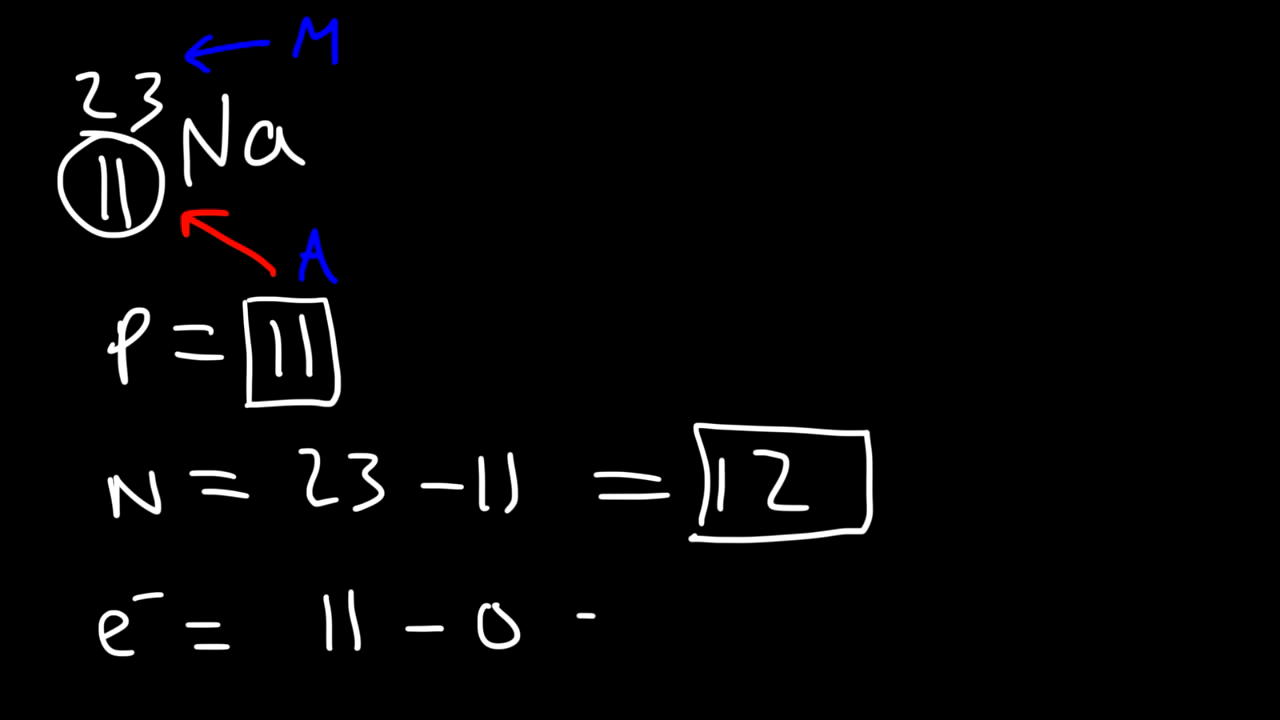 23 ← M
11 Na
A
P = 11
N = 23 - 11 = 12
e⁻ = 11 - 0 -